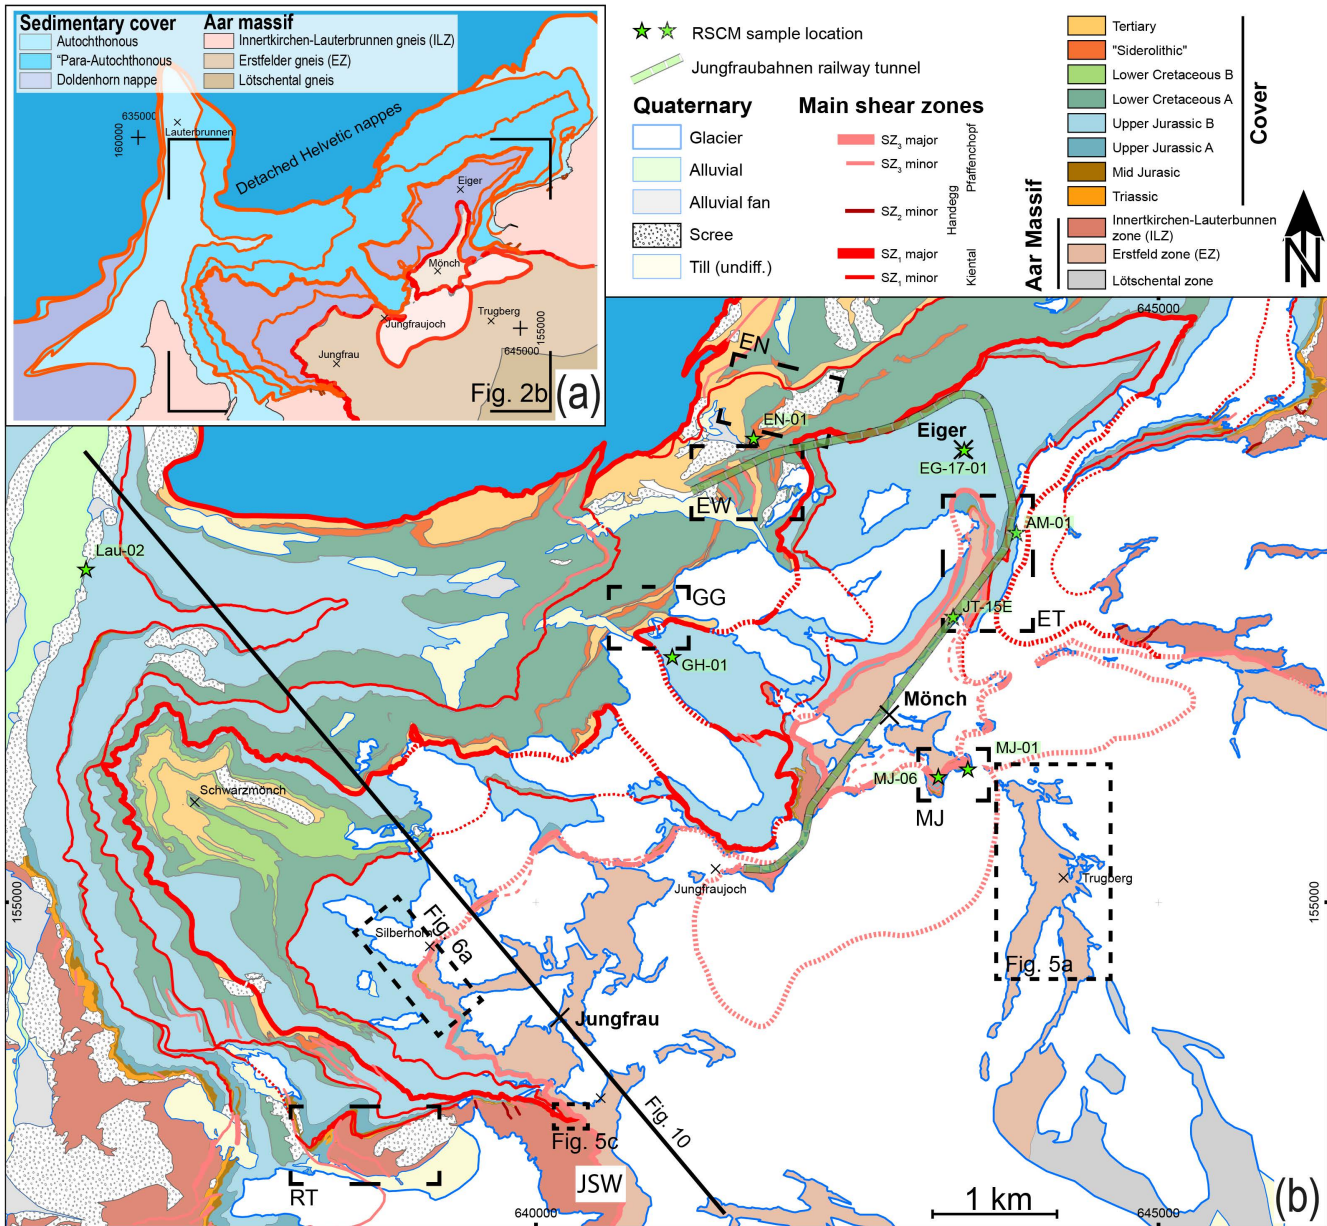 Sedimentary cover
Autochthonous
"Para-Autochthonous
Doldenhorn nappe
Aar massif
Innertkirchen-Lauterbrunnen gneis (ILZ)
Erstfelder gneis (EZ)
Lötschental gneis
635000
160000
Lauterbrunnen
Detached Helvetic nappes
Eiger
Mönch
Jungfraujoch
Trugberg
155000
645000
Jungfrau
Fig. 2b
(a)
RSCM sample location
Jungfraubahnen railway tunnel
Quaternary
Glacier
Alluvial
Alluvial fan
Scree
Till (undiff.)
Main shear zones
SZ3 major
SZ3 minor
SZ2 minor
SZ1 major
SZ1 minor
Pfaffenchopf
Handegg
Kiental
Tertiary
"Siderolithic"
Lower Cretaceous B
Lower Cretaceous A
Upper Jurassic B
Upper Jurassic A
Mid Jurasic
Triassic
Cover
Innertkirchen-Lauterbunnen
zone (ILZ)
Erstfeld zone (EZ)
Lötschental zone
Aar Massif
N
645000
EN
EN-01
Eiger
EG-17-01
EW
AM-01
Lau-02
GG
JT-15E
ET
GH-01
Mönch
MJ-01
MJ-06
MJ
Schwarzmönch
Jungfraujoch
Trugberg
155000
155000
Silberhorn
Fig. 6a
Fig. 5a
Jungfrau
Fig. 10
Fig. 5c
RT
JSW
1 km
(b)
640000
645000